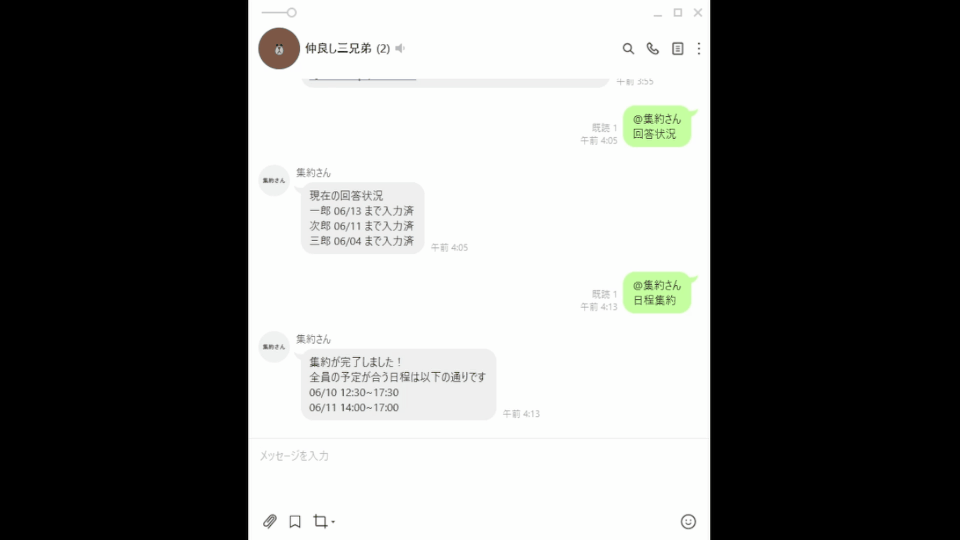 仲良し三兄弟 (2)
午前 3:55
@集約さん
回答状況
既読 1
午前 4:05
集約さん
集約さん
現在の回答状況
一郎 06/13 まで入力済
次郎 06/11 まで入力済
三郎 06/04 まで入力済
午前 4:05
@集約さん
日程集約
既読 1
午前 4:13
集約さん
集約さん
集約が完了しました！
全員の予定が合う日程は以下の通りです
06/10 12:30~17:30
06/11 14:00~17:00
午前 4:13
メッセージを入力